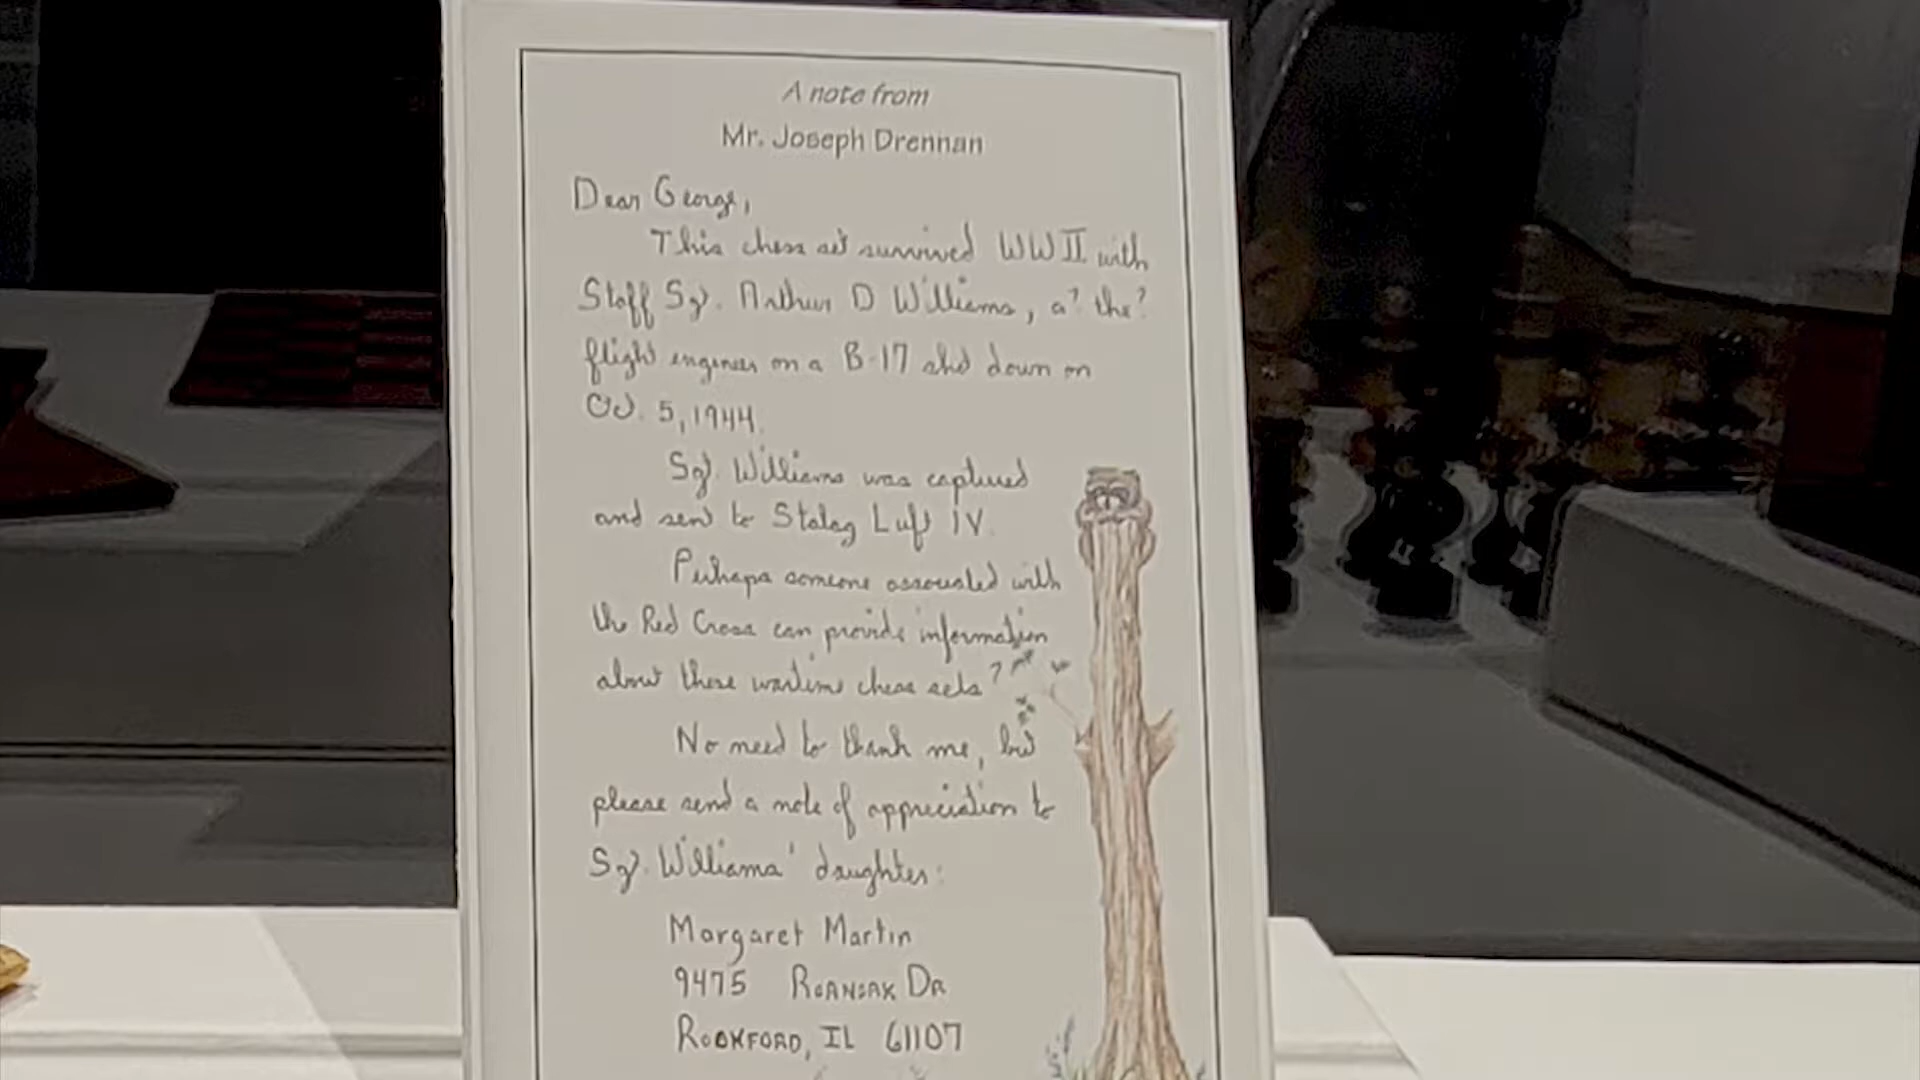 A note from
Mr. Joseph Drennan
Dear George,
This chess set survived WWII with
Staff Sgt. Arthur D Williams, a? the?
flight engineer on a B-17 shot down on
Oct. 5, 1944.
Sgt. Williams was captured
and sent to Stalag Luft IV.
Perhaps someone associated with
the Red Cross can provide information
about these wartime chess sets?
No need to thank me, but
please send a note of appreciation to
Sgt. Williams' daughter:
Margaret Martin
9475 Dr
Rockford, IL 61107